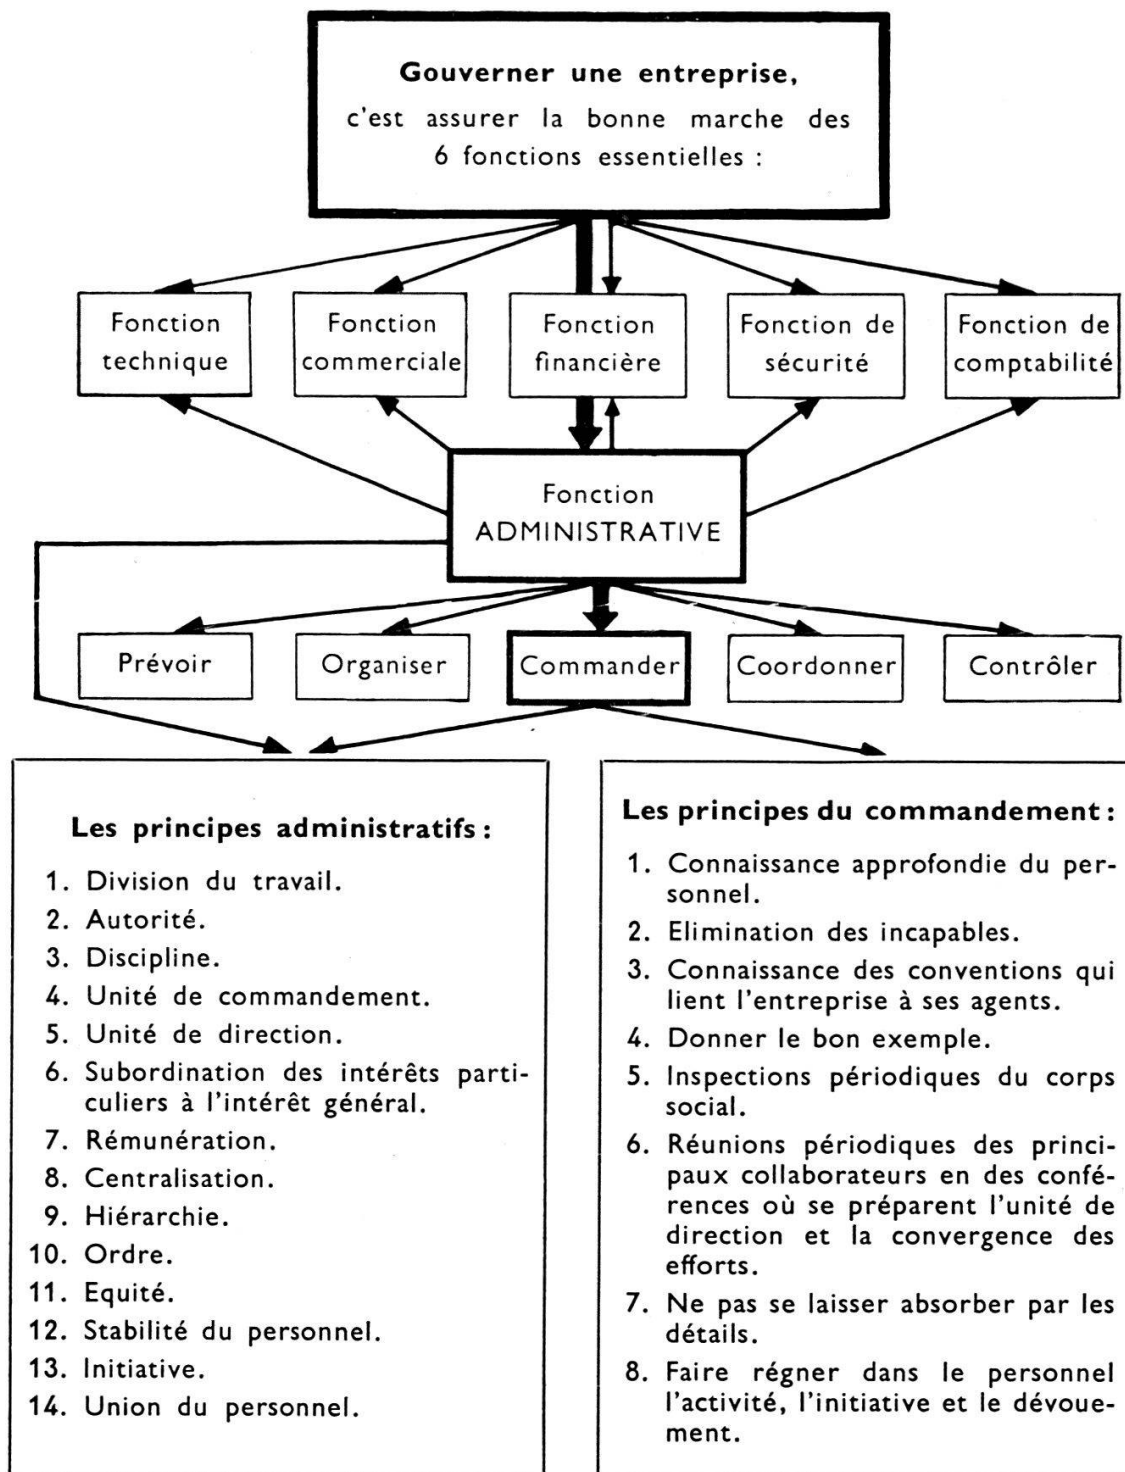 Gouverner une entreprise,
c'est assurer la bonne marche des
6 fonctions essentielles :
Fonction
technique
Fonction
commerciale
Fonction
financière
Fonction de
sécurité
Fonction de
comptabilité
Fonction
ADMINISTRATIVE
Prévoir
Organiser
Commander
Coordonner
Contrôler
Les principes administratifs :
1. Division du travail.
2. Autorité.
3. Discipline.
4. Unité de commandement.
5. Unité de direction.
6. Subordination des intérêts parti-
culiers à l'intérêt général.
7. Rémunération.
8. Centralisation.
9. Hiérarchie.
10. Ordre.
11. Equité.
12. Stabilité du personnel.
13. Initiative.
14. Union du personnel.
Les principes du commandement :
1. Connaissance approfondie du per-
sonnel.
2. Elimination des incapables.
3. Connaissance des conventions qui
lient l'entreprise à ses agents.
4. Donner le bon exemple.
5. Inspections périodiques du corps
social.
6. Réunions périodiques des princi-
paux collaborateurs en des confé-
rences où se préparent l'unité de
direction et la convergence des
efforts.
7. Ne pas se laisser absorber par les
détails.
8. Faire régner dans le personnel
l'activité, l'initiative et le dévoue-
ment.